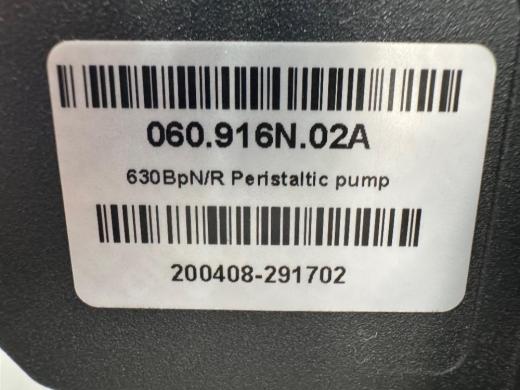 060.916N.02A
630BpN/R Peristaltic pump
200408-291702